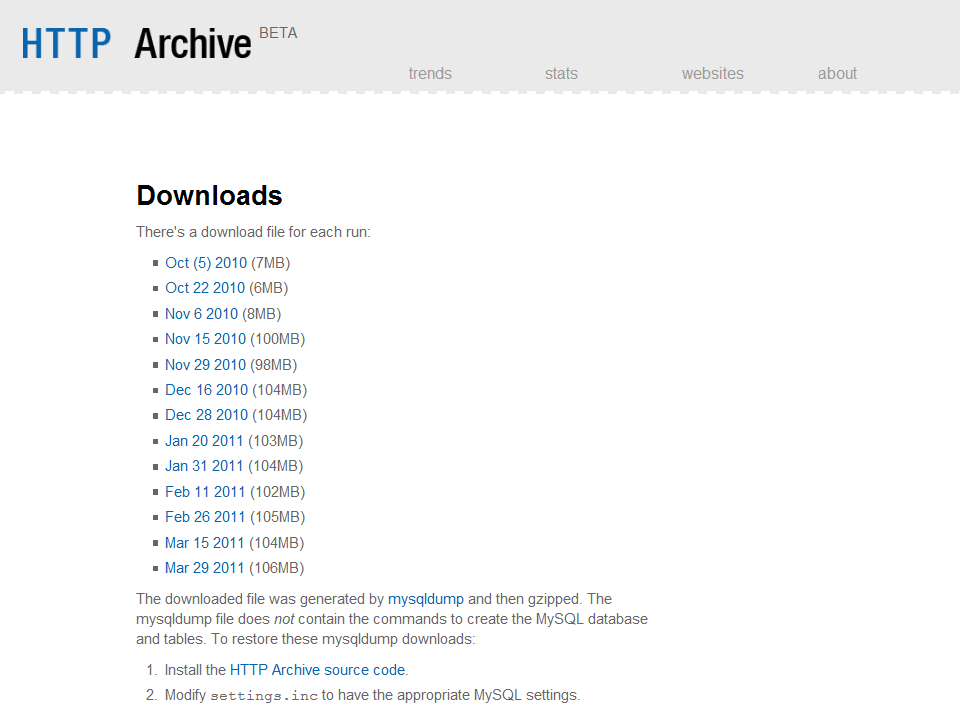 HTTP Archive BETA
trends stats websites about
Downloads
There's a download file for each run:
Oct (5) 2010 (7MB)
Oct 22 2010 (6MB)
Nov 6 2010 (8MB)
Nov 15 2010 (100MB)
Nov 29 2010 (98MB)
Dec 16 2010 (104MB)
Dec 28 2010 (104MB)
Jan 20 2011 (103MB)
Jan 31 2011 (104MB)
Feb 11 2011 (102MB)
Feb 26 2011 (105MB)
Mar 15 2011 (104MB)
Mar 29 2011 (106MB)
The downloaded file was generated by mysqldump and then gzipped. The
mysqldump file does not contain the commands to create the MySQL database
and tables. To restore these mysqldump downloads:
1. Install the HTTP Archive source code.
2. Modify settings.inc to have the appropriate MySQL settings.